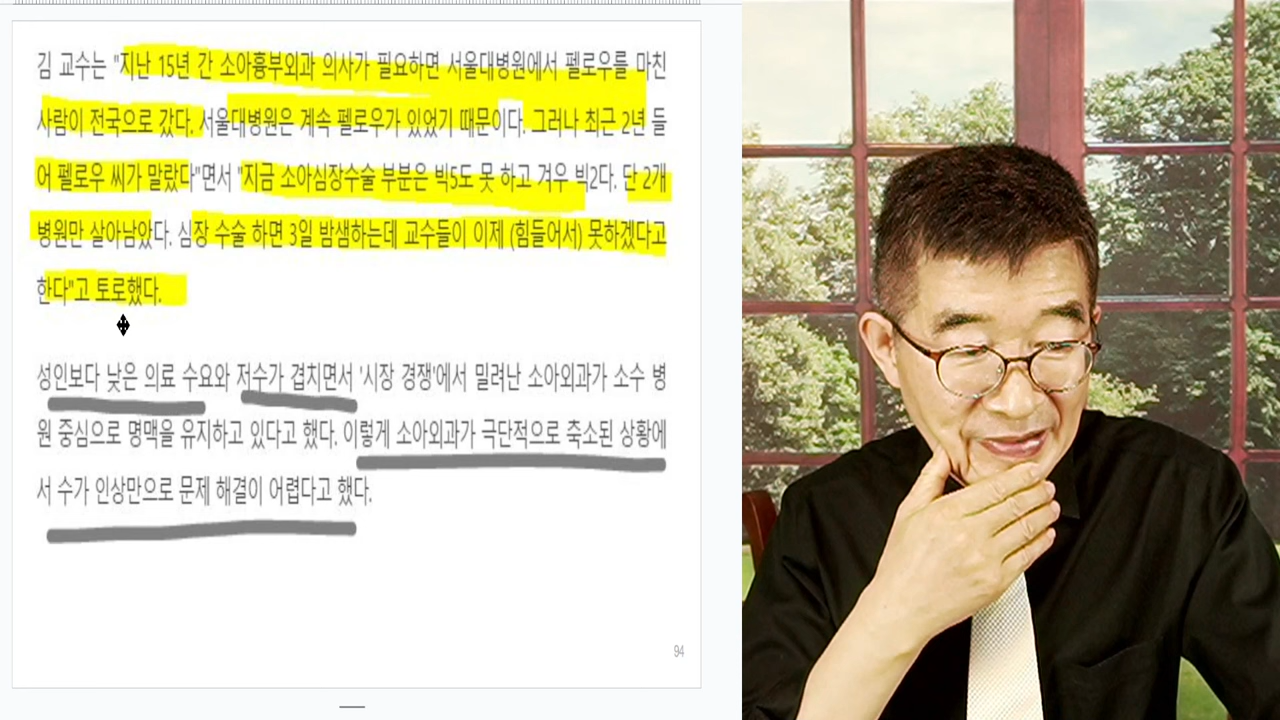 김 교수는 "지난 15년 간 소아흉부외과 의사가 필요하면 서울대병원에서 펠로우를 마친
사람이 전국으로 갔다. 서울대병원은 계속 펠로우가 있었기 때문이다. 그러나 최근 2년 들
어 펠로우 씨가 말랐다"면서 "지금 소아심장수술 부분은 빅5도 못 하고 겨우 빅2다. 단 2개
병원만 살아남았다. 심장 수술 하면 3일 밤샘하는데 교수들이 이제 (힘들어서) 못하겠다고
한다"고 토로했다.
성인보다 낮은 의료 수요와 저수가 겹치면서 '시장 경쟁'에서 밀려난 소아외과가 소수 병
원 중심으로 명맥을 유지하고 있다고 했다. 이렇게 소아외과가 극단적으로 축소된 상황에
서 수가 인상만으로 문제 해결이 어렵다고 했다.
94